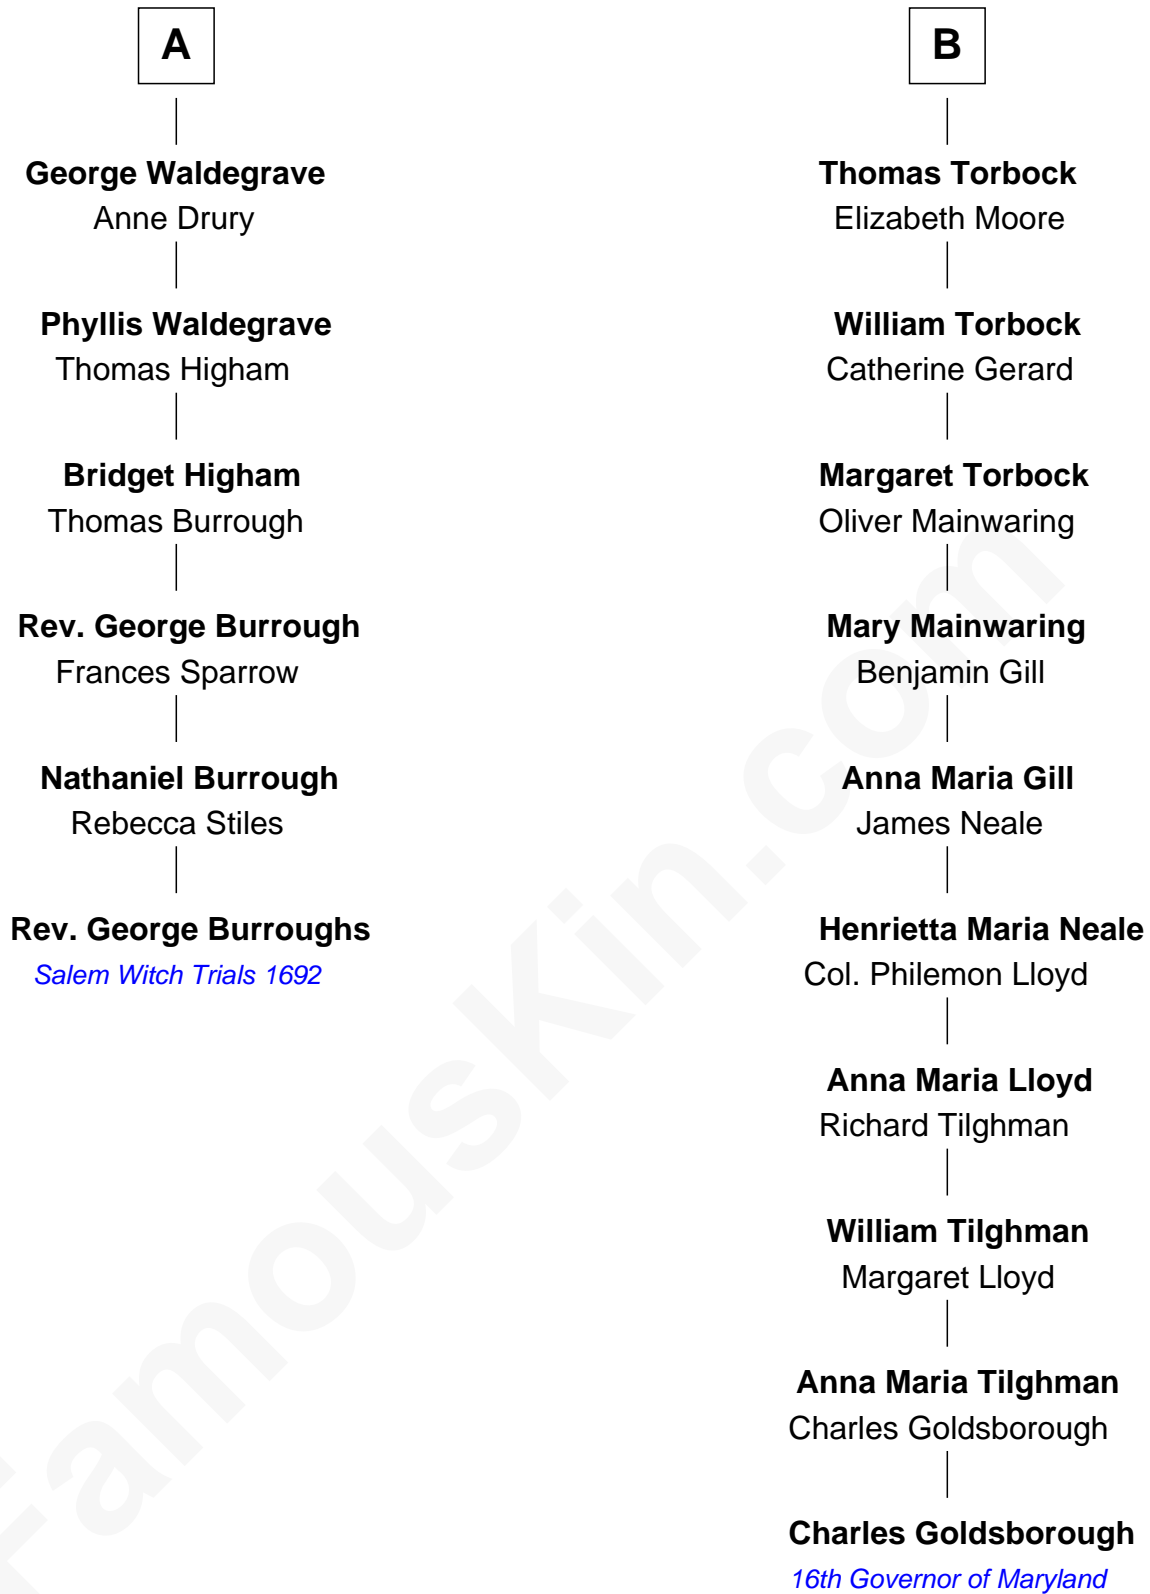 A
George Waldegrave
Anne Drury
Phyllis Waldegrave
Thomas Higham
Bridget Higham
Thomas Burrough
Rev. George Burrough
Frances Sparrow
Nathaniel Burrough
Rebecca Stiles
Rev. George Burroughs
Salem Witch Trials 1692
B
Thomas Torbock
Elizabeth Moore
William Torbock
Catherine Gerard
Margaret Torbock
Oliver Mainwaring
Mary Mainwaring
Benjamin Gill
Anna Maria Gill
James Neale
Henrietta Maria Neale
Col. Philemon Lloyd
Anna Maria Lloyd
Richard Tilghman
William Tilghman
Margaret Lloyd
Anna Maria Tilghman
Charles Goldsborough
Charles Goldsborough
16th Governor of Maryland
FamousKin.com